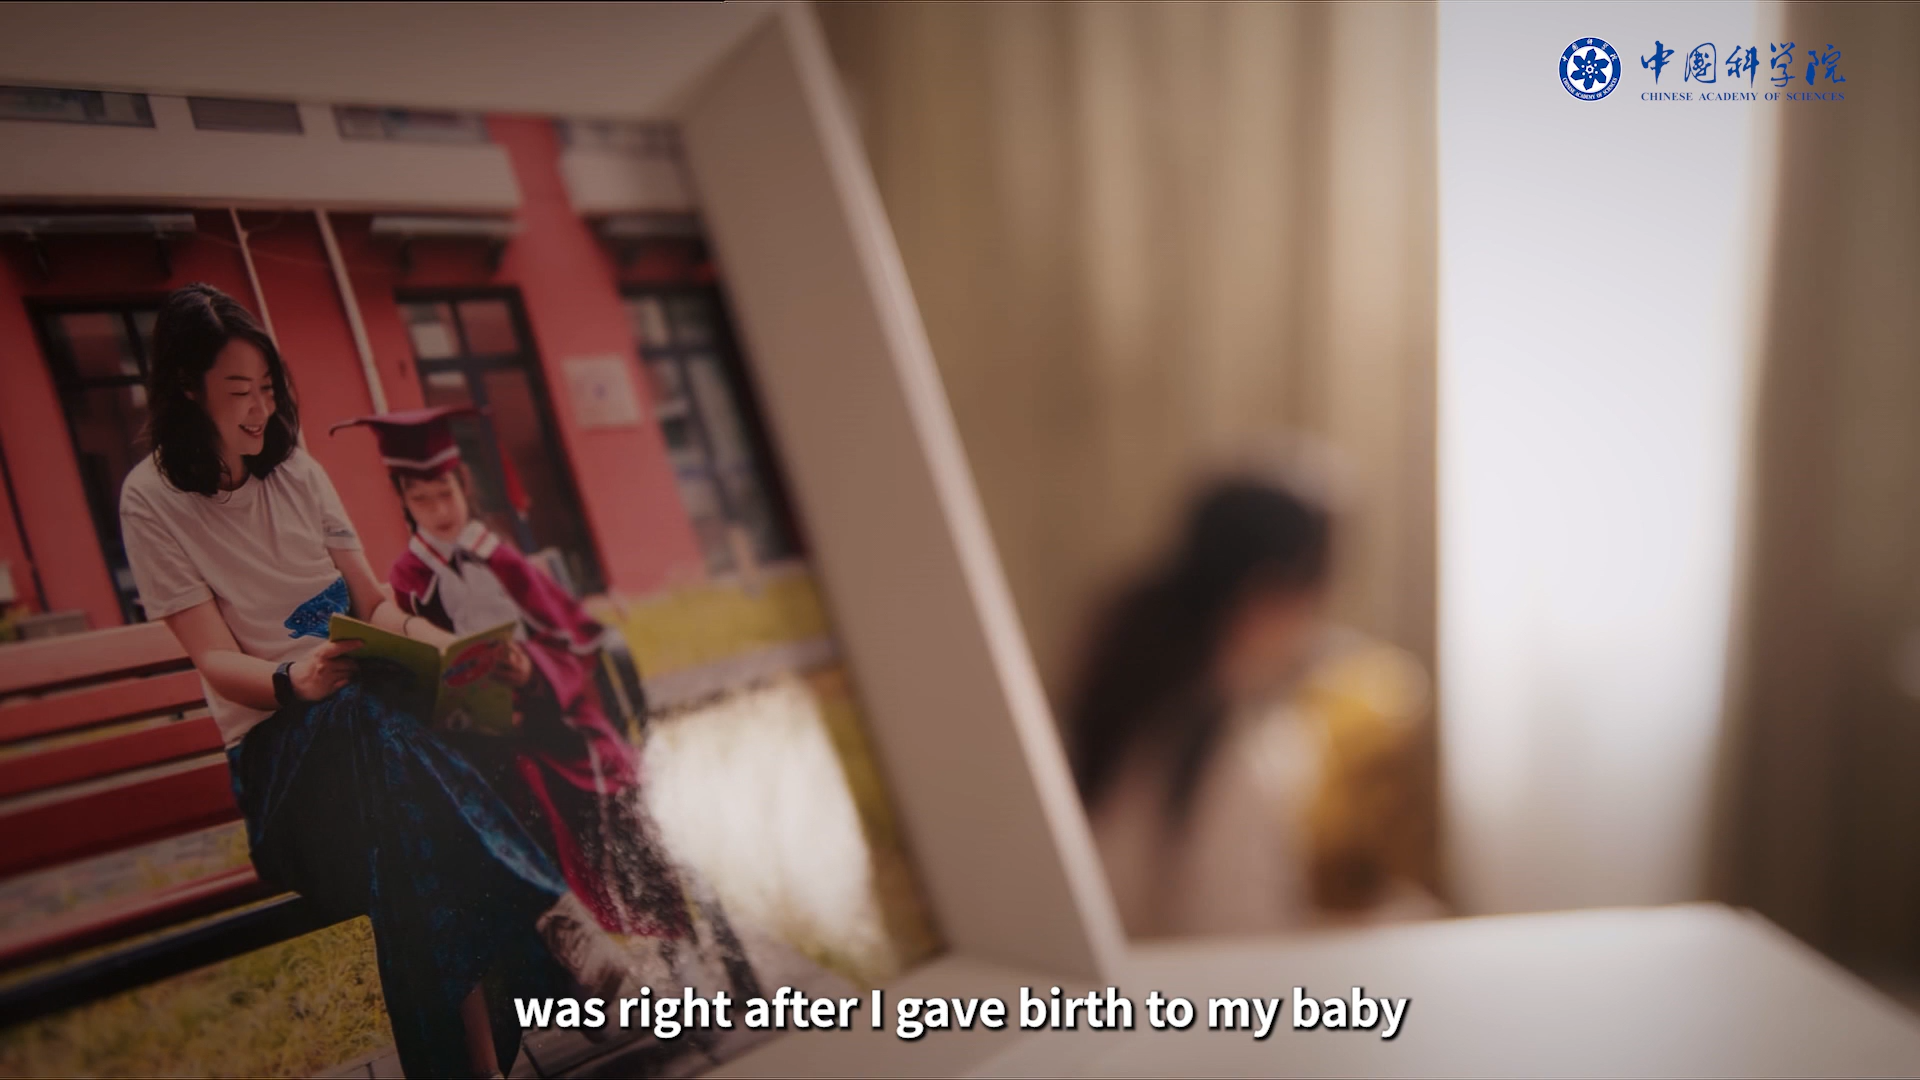 中国科学院
CHINESE ACADEMY OF SCIENCES
was right after I gave birth to my baby